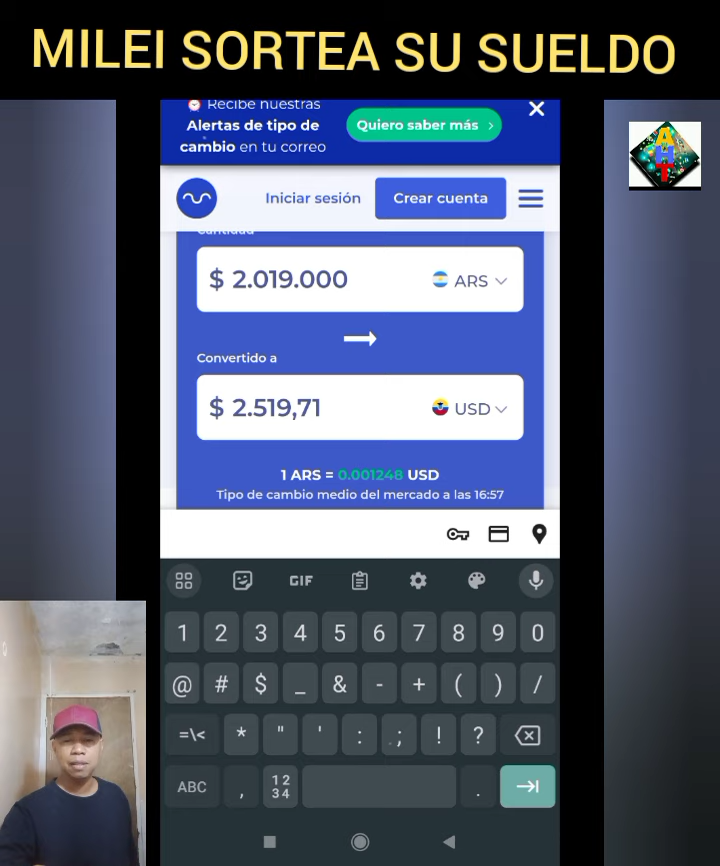 MILEI SORTEA SU SUELDO
Recibe nuestras
Alertas de tipo de
cambio en tu correo
Quiero saber más
AHT
Iniciar sesión
Crear cuenta
Cantidad
$ 2.019.000
ARS
Convertido a
$ 2.519,71
USD
1 ARS = 0.001248 USD
Tipo de cambio medio del mercado a las 16:57
GIF
1 2 3 4 5 6 7 8 9 0
@ # $ _ & - + ( ) /
=\< * " ' : ; ! ?
ABC , 12 34 .